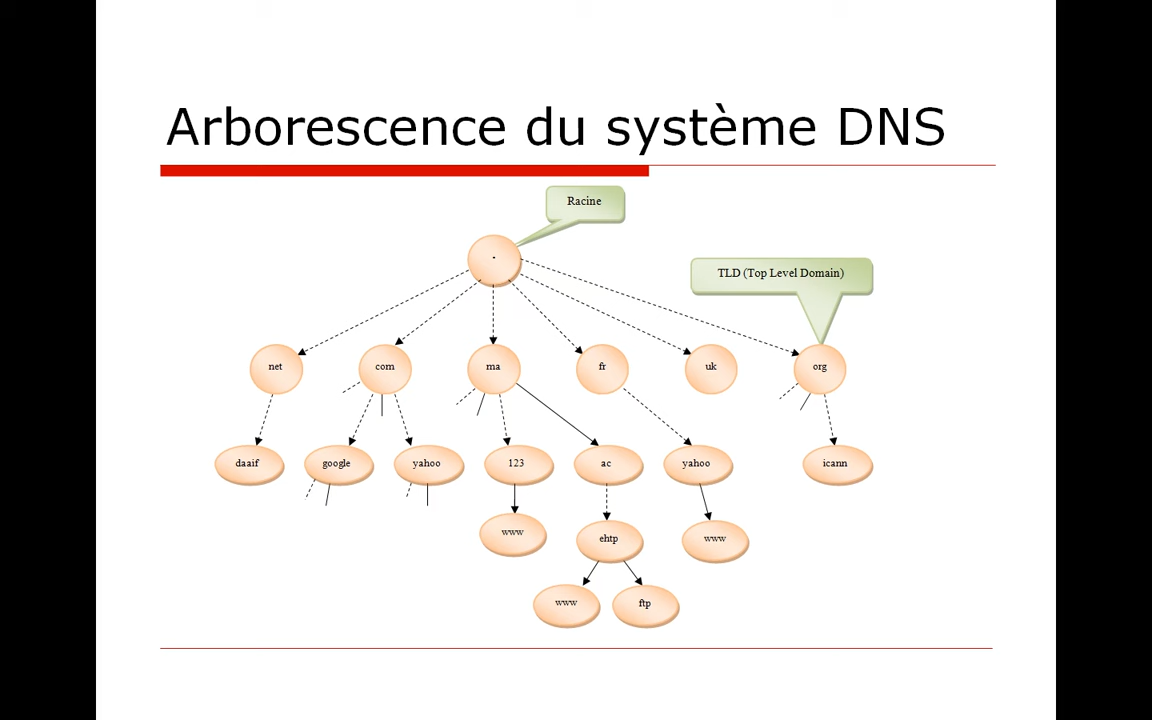 Arborescence du système DNS
Racine
.
TLD (Top Level Domain)
net
com
ma
fr
uk
org
daaif
google
yahoo
123
ac
yahoo
icann
www
ehtp
www
www
ftp